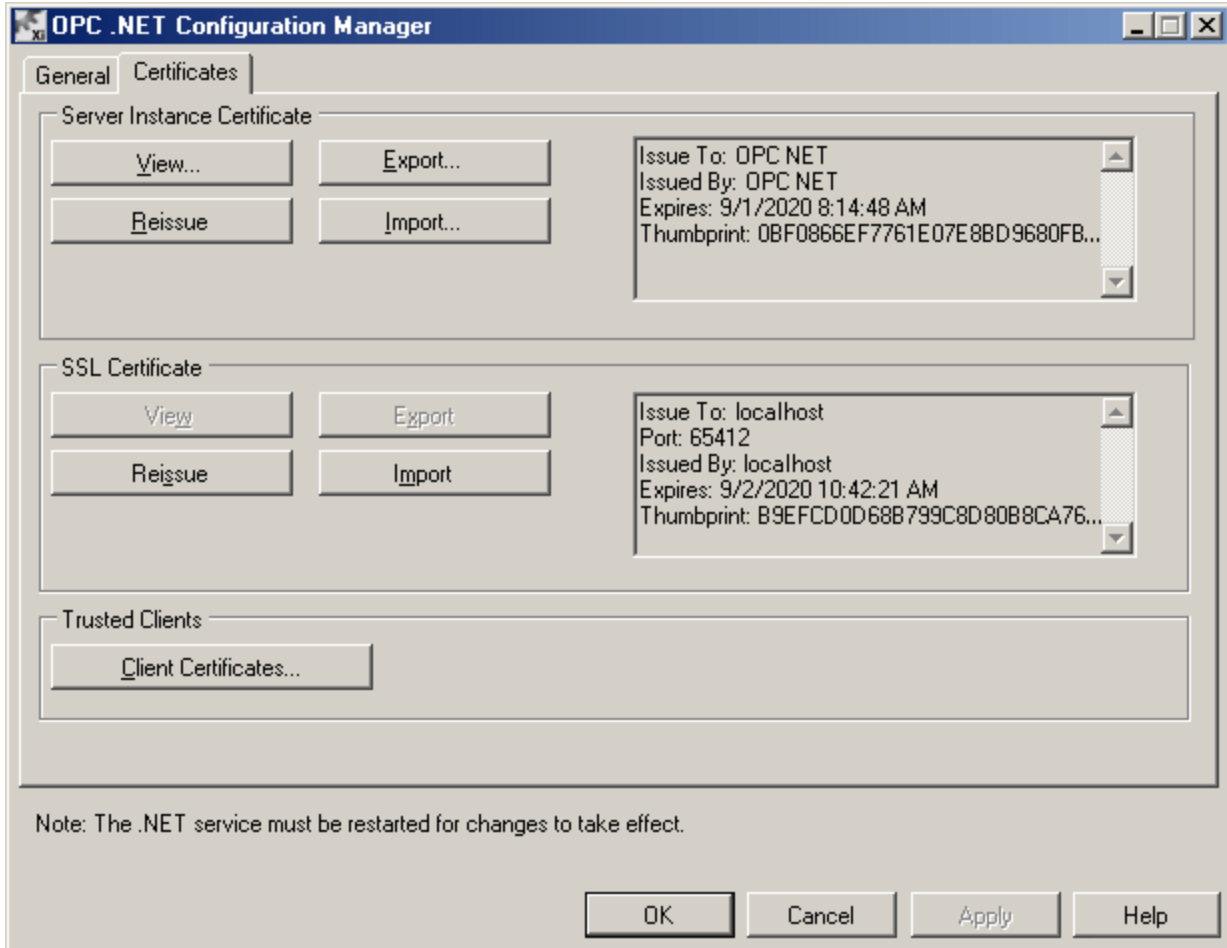 Xi OPC .NET Configuration Manager
General Certificates
Server Instance Certificate
View... Export...
Reissue Import...
Issue To: OPC NET
Issued By: OPC NET
Expires: 9/1/2020 8:14:48 AM
Thumbprint: 0BF0866EF7761E07E8BD9680FB...
SSL Certificate
View Export
Reissue Import
Issue To: localhost
Port: 65412
Issued By: localhost
Expires: 9/2/2020 10:42:21 AM
Thumbprint: B9EFCD0D68B799C8D80B8CA76...
Trusted Clients
Client Certificates...
Note: The .NET service must be restarted for changes to take effect.
OK Cancel Apply Help